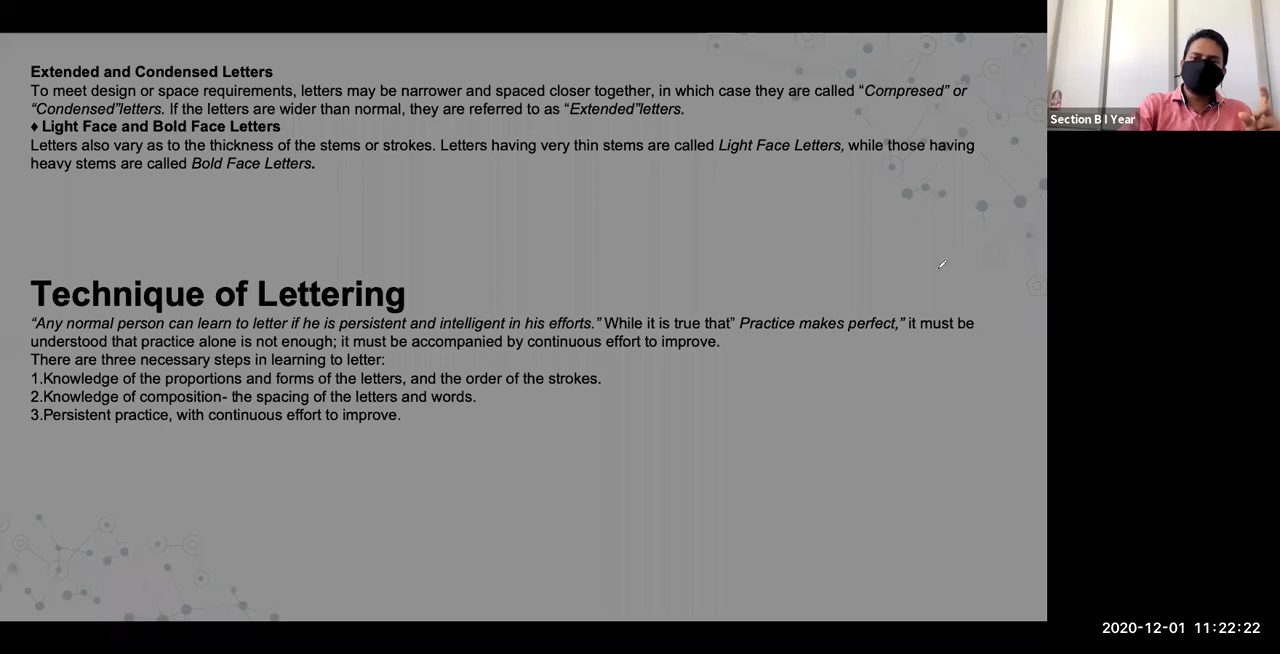 Extended and Condensed Letters
To meet design or space requirements, letters may be narrower and spaced closer together, in which case they are called “Compresed” or
“Condensed”letters. If the letters are wider than normal, they are referred to as “Extended”letters.
♦ Light Face and Bold Face Letters
Letters also vary as to the thickness of the stems or strokes. Letters having very thin stems are called Light Face Letters, while those having
heavy stems are called Bold Face Letters.
Technique of Lettering
“Any normal person can learn to letter if he is persistent and intelligent in his efforts.” While it is true that” Practice makes perfect,” it must be
understood that practice alone is not enough; it must be accompanied by continuous effort to improve.
There are three necessary steps in learning to letter:
1.Knowledge of the proportions and forms of the letters, and the order of the strokes.
2.Knowledge of composition- the spacing of the letters and words.
3.Persistent practice, with continuous effort to improve.
Section B I Year
2020-12-01 11:22:22